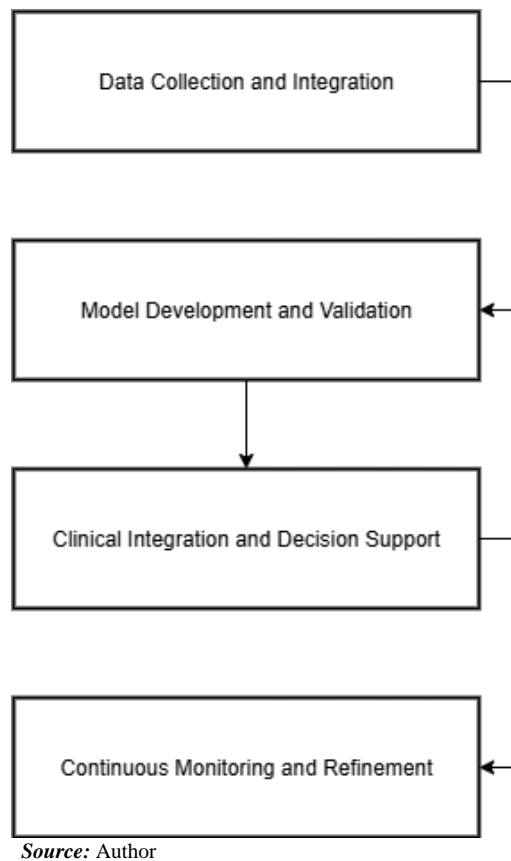 Data Collection and Integration
Model Development and Validation
Clinical Integration and Decision Support
Continuous Monitoring and Refinement
Source: Author